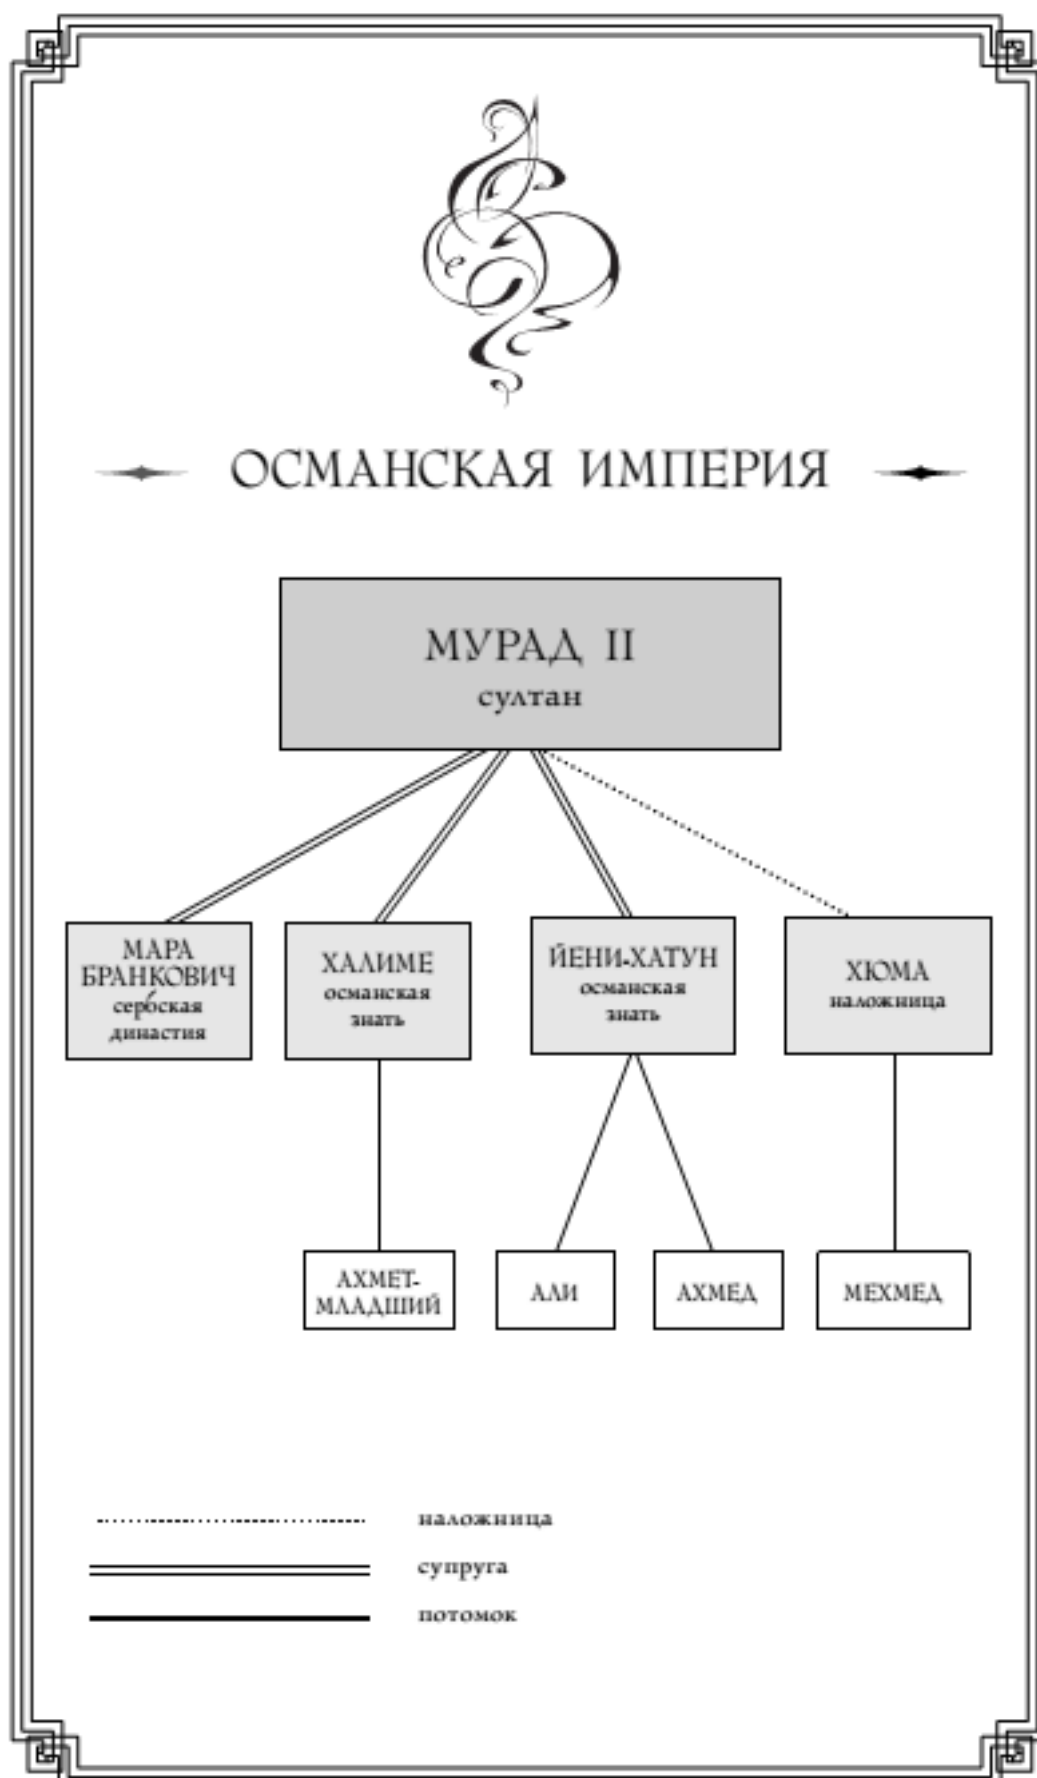 ОСМАНСКАЯ ИМПЕРИЯ
МУРАД II
султан
МАРА
БРАНКОВИЧ
сербская
династия
ХАЛИМЕ
османская
знать
ЙЕНИ-ХАТУН
османская
знать
ХЮМА
наложница
АХМЕТ-
МЛАДШИЙ
АЛИ
АХМЕД
МЕХМЕД
наложница
супруга
потомок